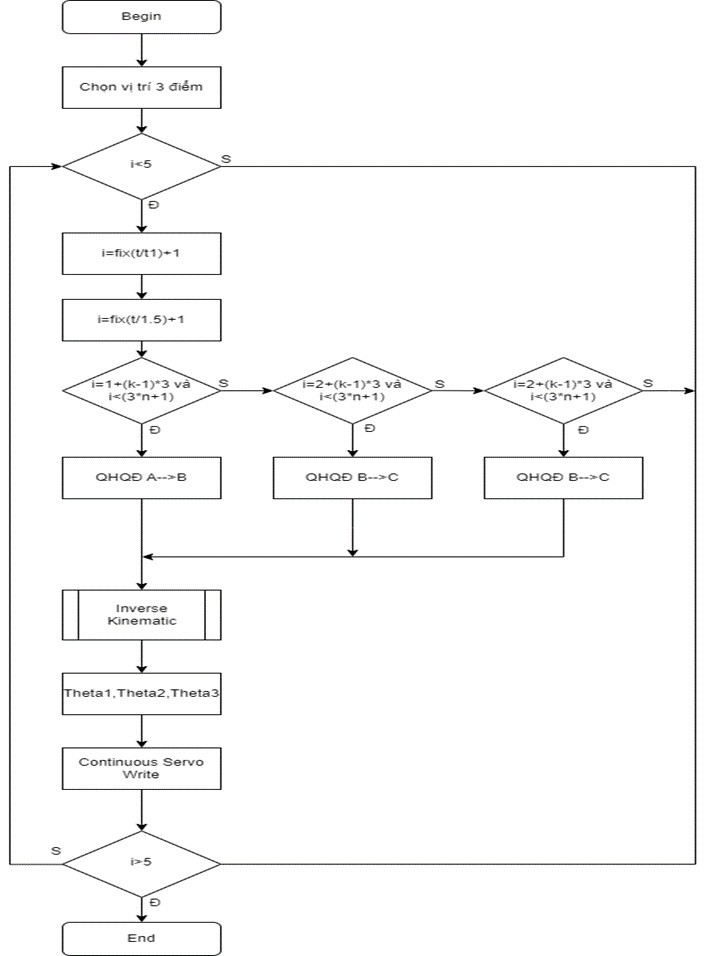 Begin
Chọn vị trí 3 điểm
i<5
S
Đ
i=fix(t/t1)+1
i=fix(t/1.5)+1
i=1+(k-1)*3 và
i<(3*n+1)
S
i=2+(k-1)*3 và
i<(3*n+1)
S
i=2+(k-1)*3 và
i<(3*n+1)
S
Đ
Đ
Đ
QHQĐ A-->B
QHQĐ B-->C
QHQĐ B-->C
Inverse
Kinematic
Theta1,Theta2,Theta3
Continuous Servo
Write
S
i>5
Đ
End